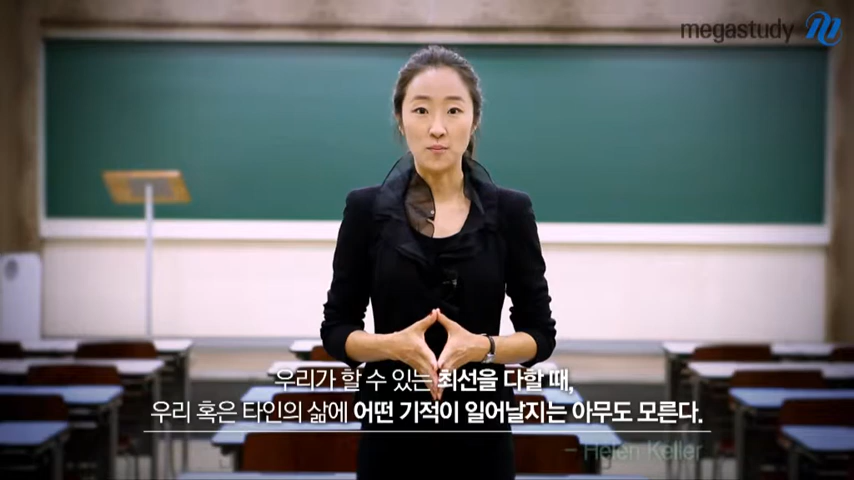 megastudy
우리가 할 수 있는 최선을 다할 때,
우리 혹은 타인의 삶에 어떤 기적이 일어날지는 아무도 모른다.
– Helen Keller